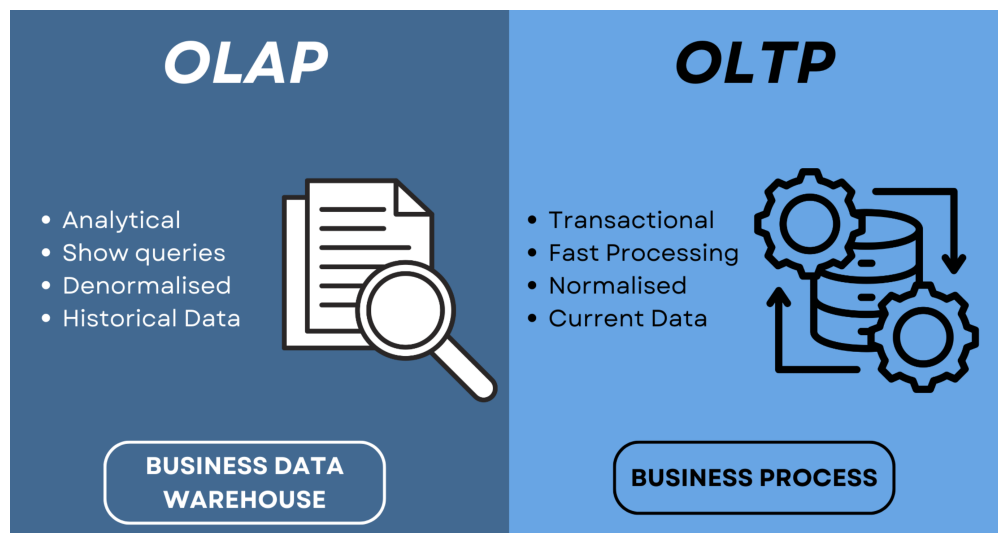 OLAP
• Analytical
• Show queries
• Denormalised
• Historical Data
BUSINESS DATA
WAREHOUSE
OLTP
• Transactional
• Fast Processing
• Normalised
• Current Data
BUSINESS PROCESS